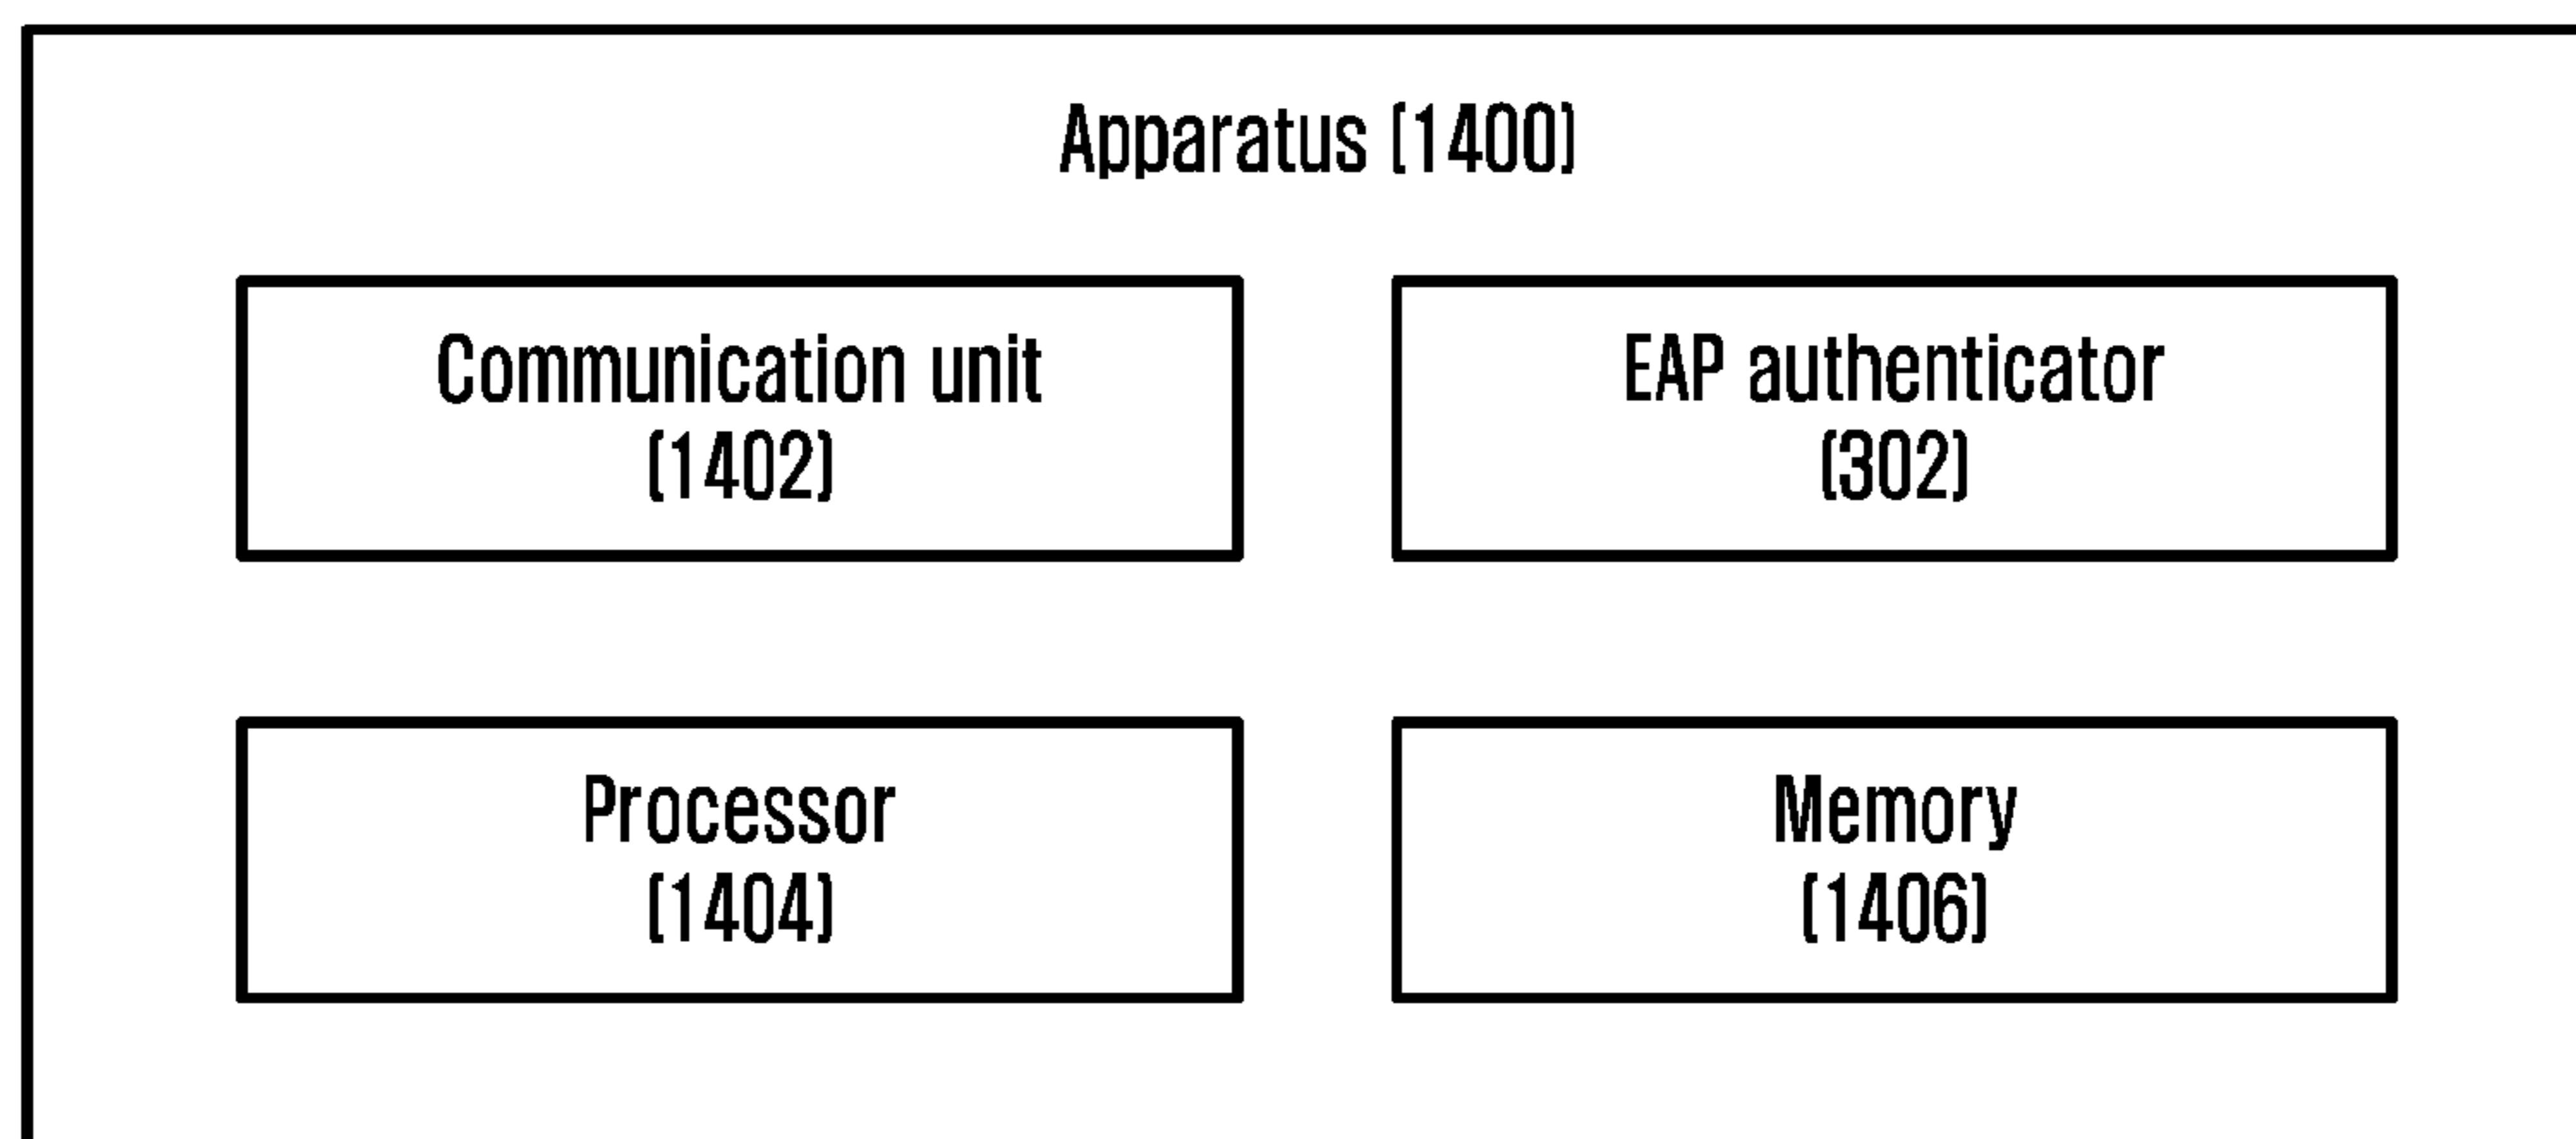 Apparatus (1400)
Communication unit
(1402)
EAP authenticator
(302)
Processor
(1404)
Memory
(1406)